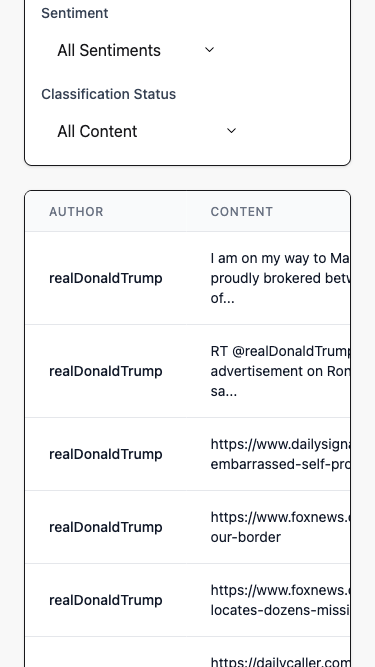 Sentiment
All Sentiments
Classification Status
All Content
AUTHOR CONTENT
I am on my way to Ma
realDonaldTrump proudly brokered betw
of...
RT @realDonaldTrump
realDonaldTrump advertisement on Ron
sa...
https://www.dailysigna
realDonaldTrump embarrassed-self-pro
https://www.foxnews.c
realDonaldTrump our-border
https://www.foxnews.c
realDonaldTrump locates-dozens-missi
https://dailycaller.com